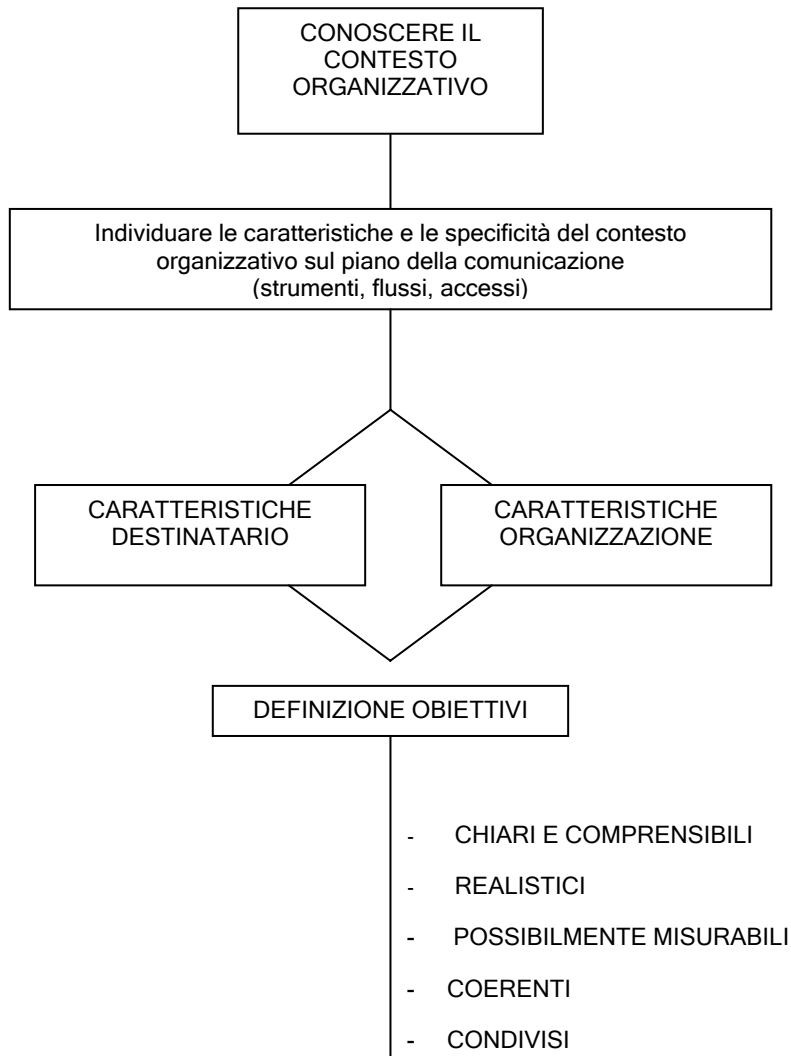 CONOSCERE IL
CONTESTO
ORGANIZZATIVO
Individuare le caratteristiche e le specificità del contesto
organizzativo sul piano della comunicazione
(strumenti, flussi, accessi)
CARATTERISTICHE
DESTINATARIO
CARATTERISTICHE
ORGANIZZAZIONE
DEFINIZIONE OBIETTIVI
- CHIARI E COMPRENSIBILI
- REALISTICI
- POSSIBILMENTE MISURABILI
- COERENTI
- CONDIVISI